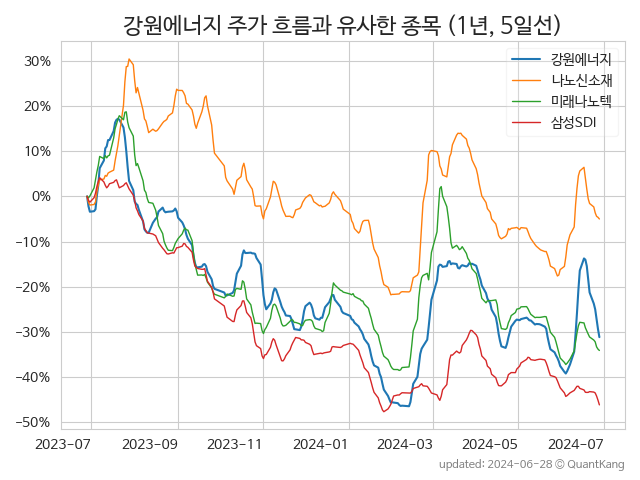 강원에너지 주가 흐름과 유사한 종목 (1년, 5일선)
강원에너지
나노신소재
미래나노텍
삼성SDI
30%
20%
10%
0%
−10%
−20%
−30%
−40%
−50%
2023-07 2023-09 2023-11 2024-01 2024-03 2024-05 2024-07
updated: 2024-06-28 © QuantKang